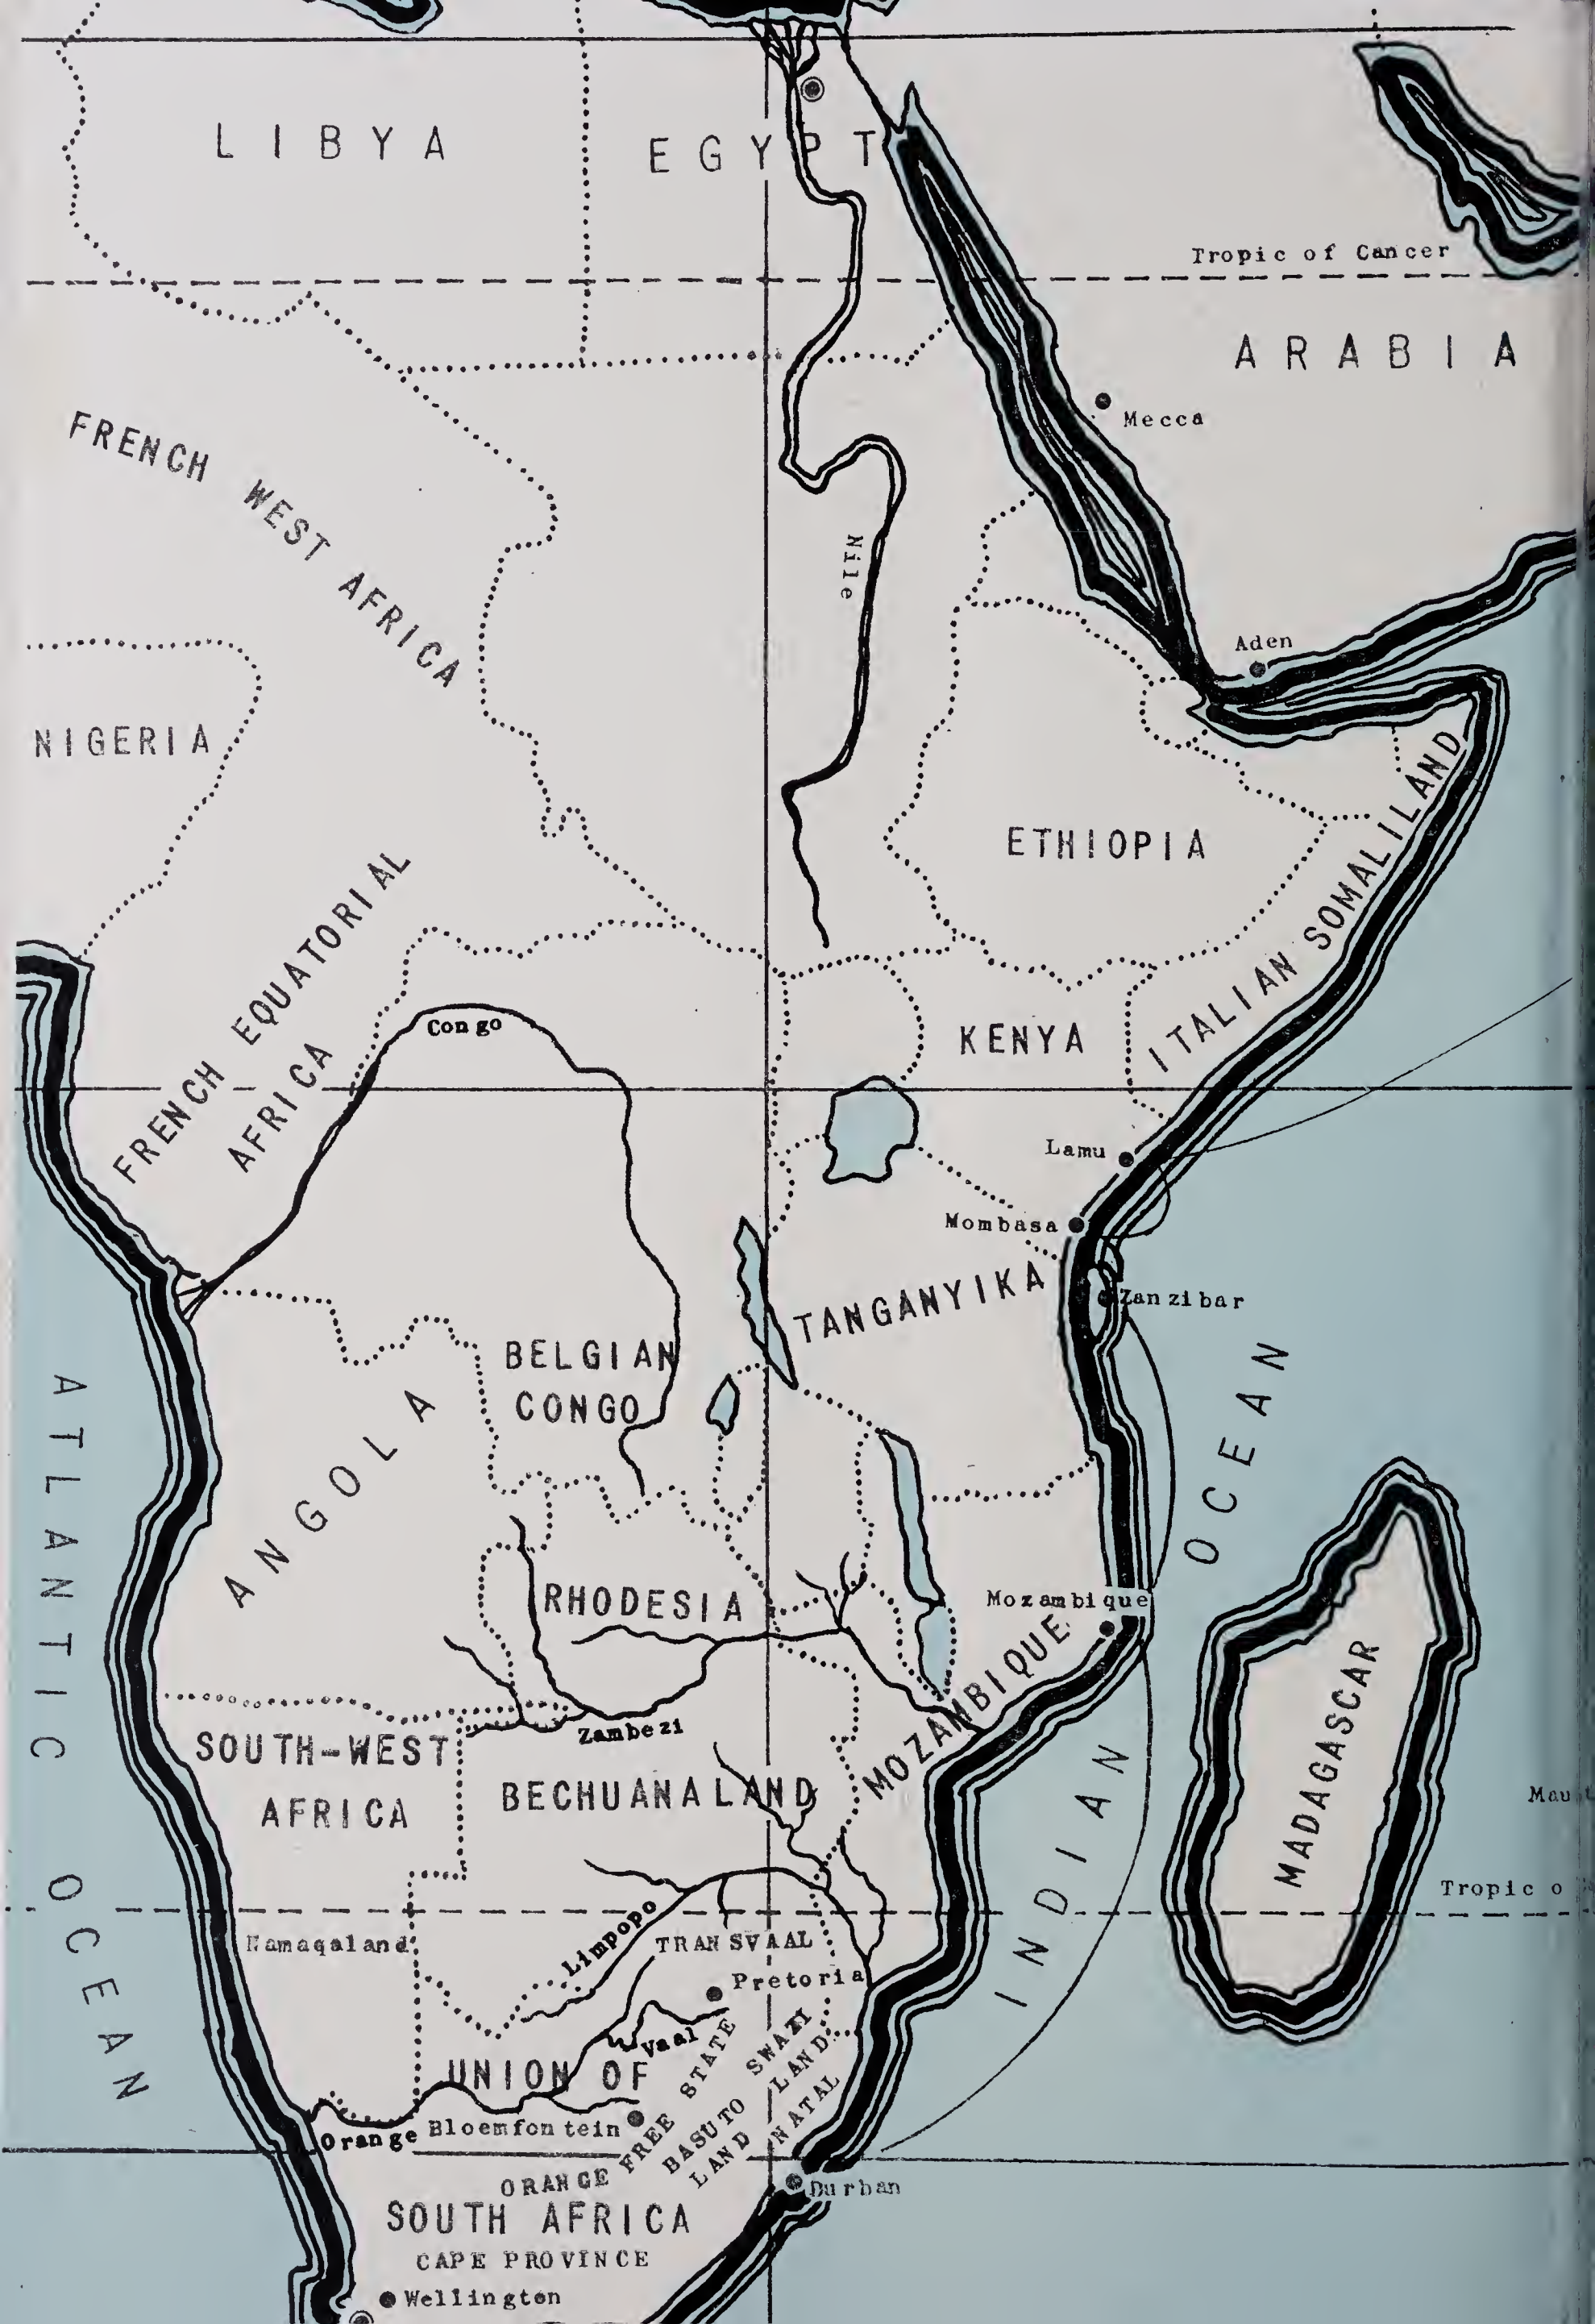 LIBYA
EGYPT
Tropic of Cancer
ARABIA
Mecca
FRENCH WEST AFRICA
Nile
Aden
NIGERIA
ETHIOPIA
ITALIAN SOMALILAND
FRENCH EQUATORIAL
AFRICA
Congo
KENYA
Lamu
Mombasa
TANGANYIKA
Zanzibar
BELGIAN
CONGO
ATLANTIC OCEAN
ANGOLA
INDIAN OCEAN
RHODESIA
Mozambique
MOZAMBIQUE
MADAGASCAR
Zambezi
SOUTH-WEST
AFRICA
BECHUANALAND
Mau
Tropic o
Namaqaland
Limpopo
TRANSVAAL
Pretoria
Vaal
SWAZI
LAND
UNION OF
BASUTO
LAND
NATAL
Bloemfontein
Orange
ORANGE FREE STATE
Durban
SOUTH AFRICA
CAPE PROVINCE
Wellington